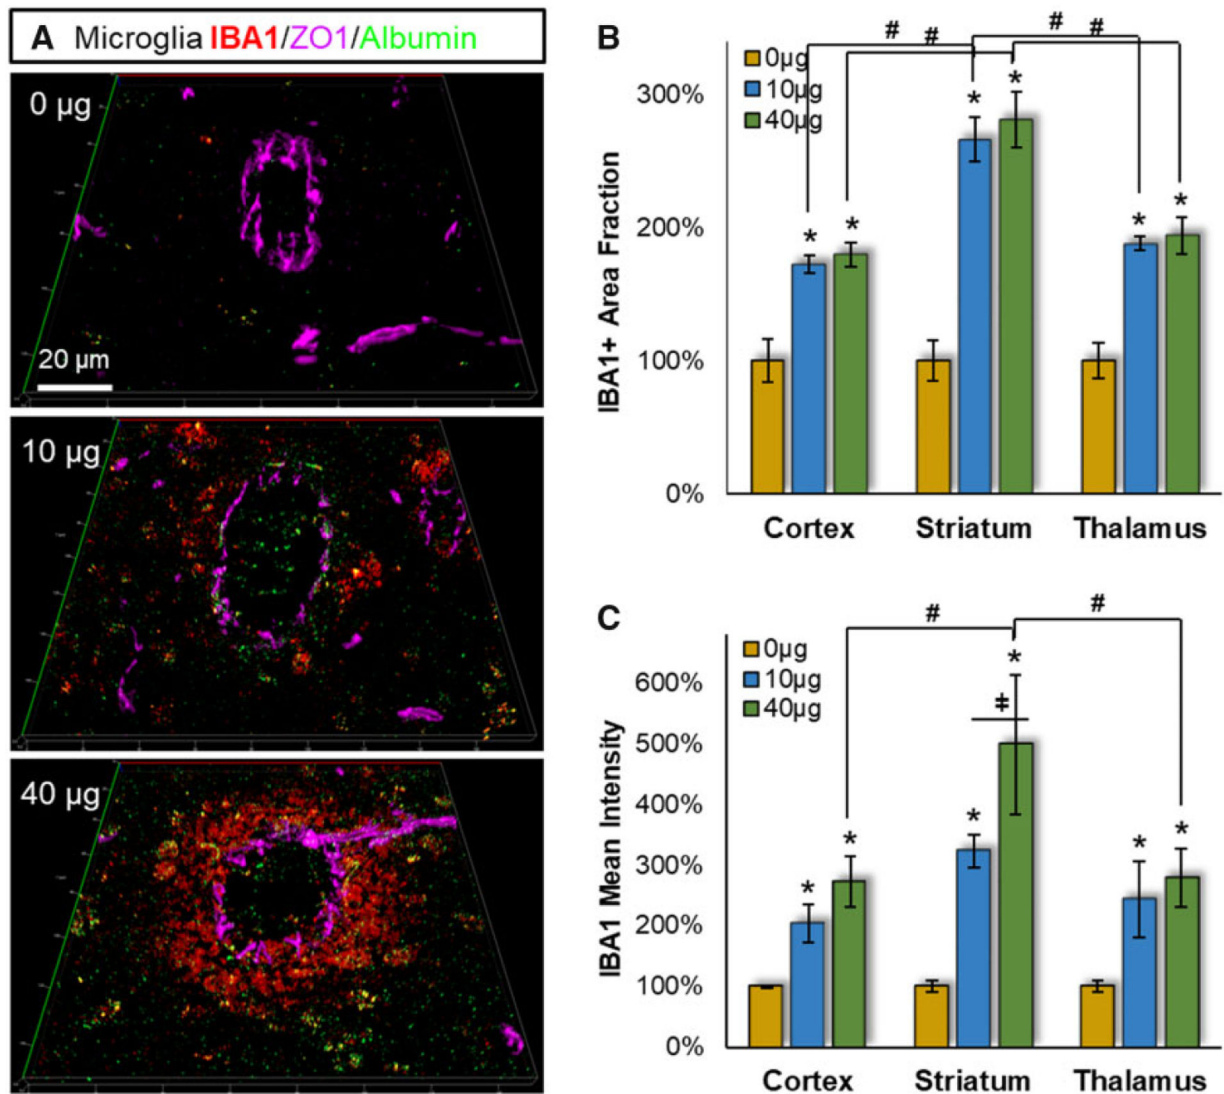 A Microglia IBA1/ZO1/Albumin
0 µg
20 µm
10 µg
40 µg
B
# # # #
0µg
10µg
40µg
* * * * * *
300%
200%
100%
0%
IBA1+ Area Fraction
Cortex Striatum Thalamus
C
# #
0µg
10µg
40µg
* * * * * *
ǂ
600%
500%
400%
300%
200%
100%
0%
IBA1 Mean Intensity
Cortex Striatum Thalamus